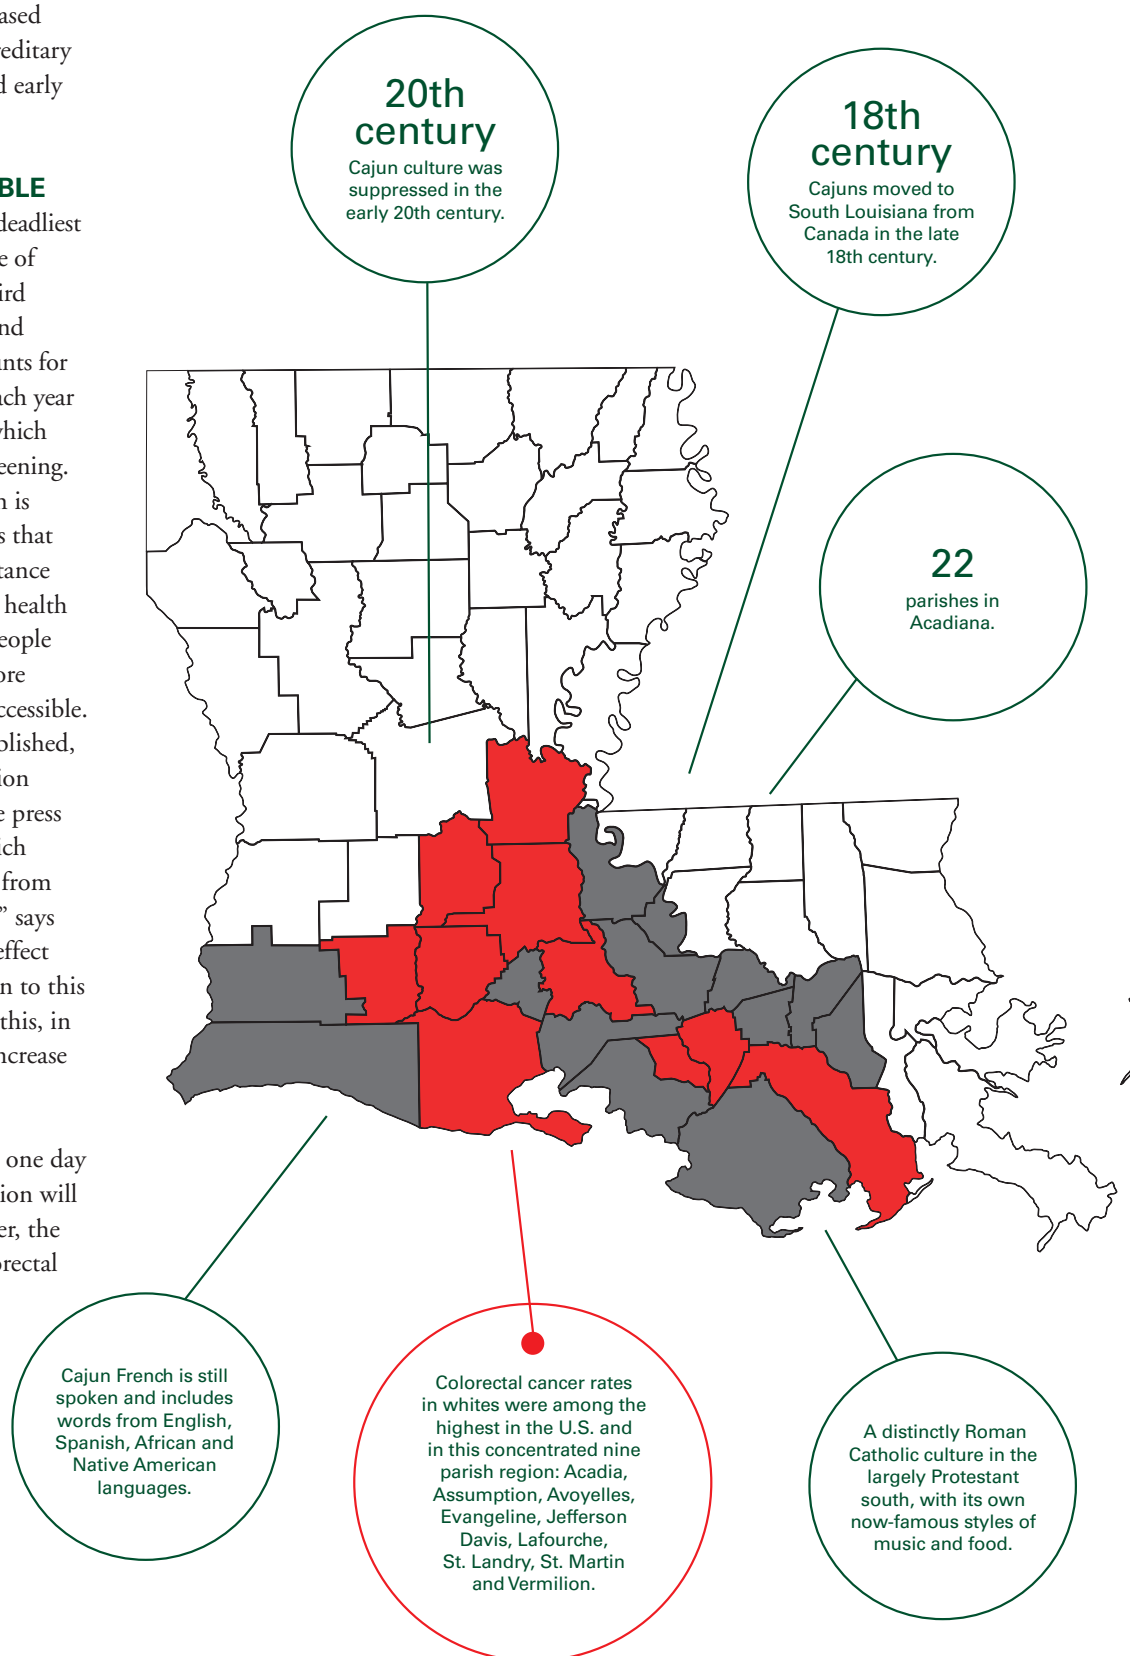 ased
editary
d early
BLE
deadliest
e of
ird
nd
unts for
ach year
which
eening.
n is
s that
tance
health
eople
ore
ccessible.
blished,
ion
e press
ich
from
” says
effect
n to this
this, in
ncrease
one day
ion will
er, the
orectal
20th
century
Cajun culture was
suppressed in the
early 20th century.
18th
century
Cajuns moved to
South Louisiana from
Canada in the late
18th century.
22
parishes in
Acadiana.
Cajun French is still
spoken and includes
words from English,
Spanish, African and
Native American
languages.
Colorectal cancer rates
in whites were among the
highest in the U.S. and
in this concentrated nine
parish region: Acadia,
Assumption, Avoyelles,
Evangeline, Jefferson
Davis, Lafourche,
St. Landry, St. Martin
and Vermilion.
A distinctly Roman
Catholic culture in the
largely Protestant
south, with its own
now-famous styles of
music and food.